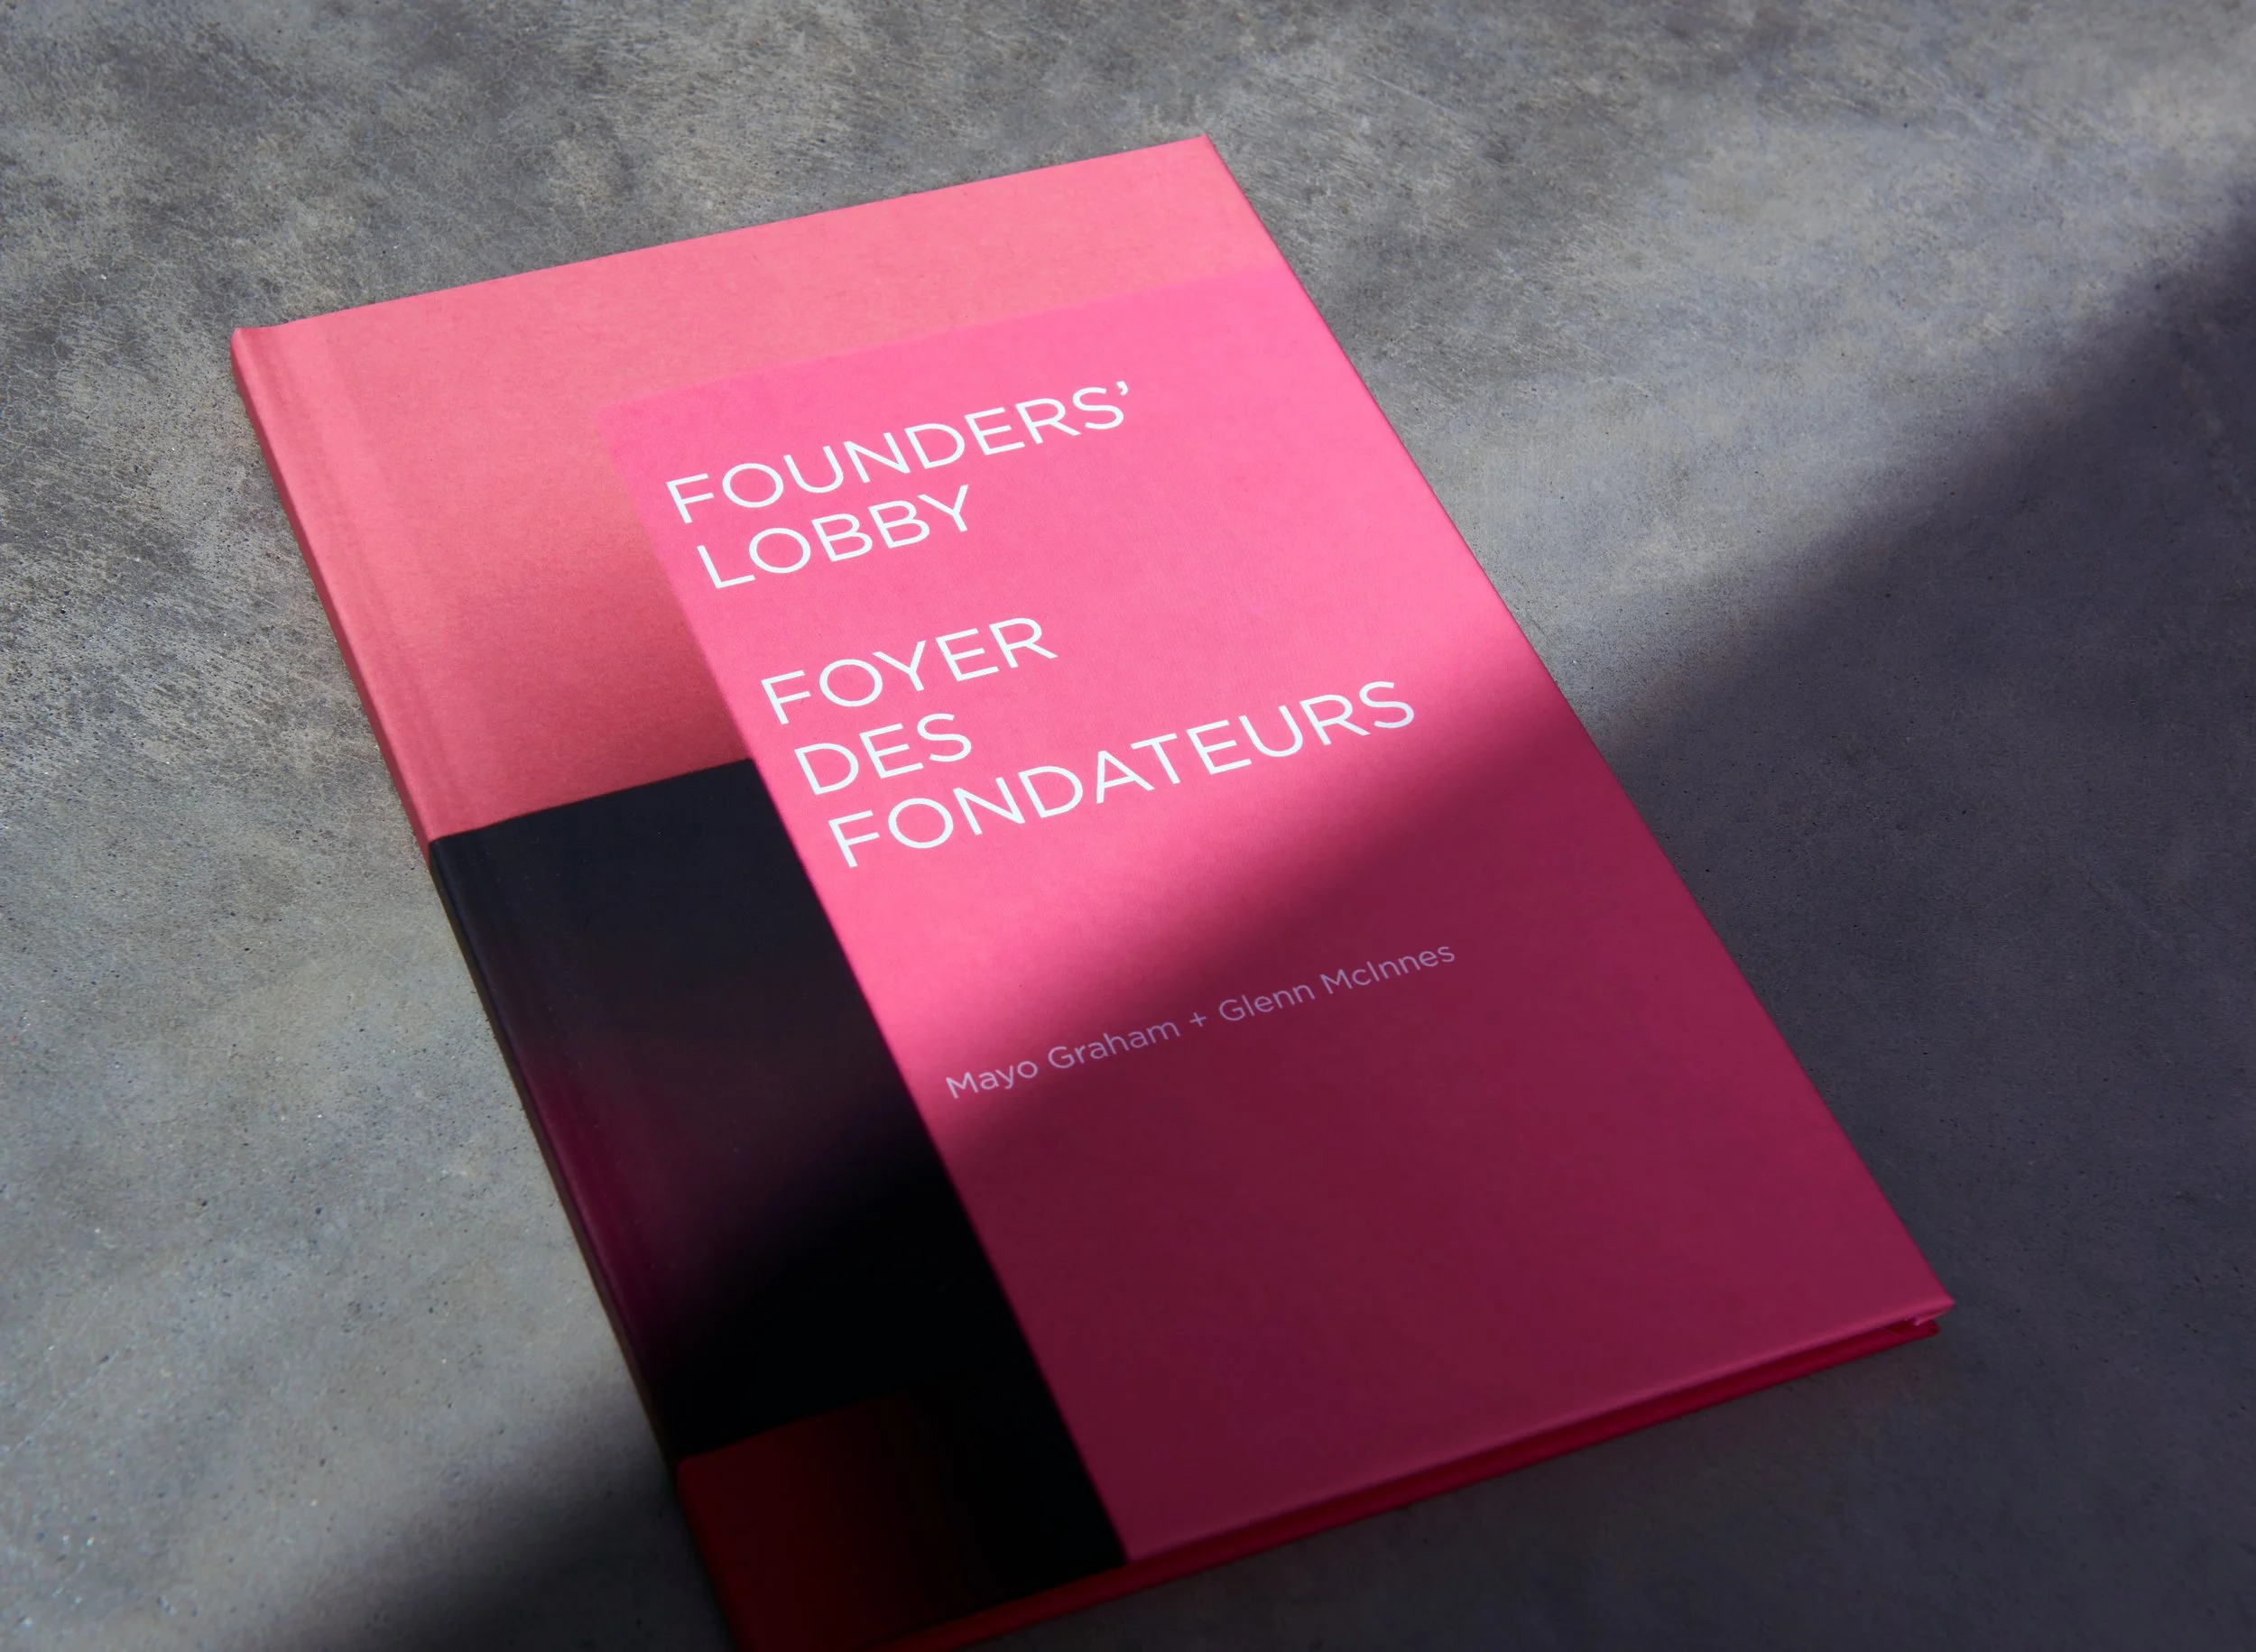 FOUNDERS’
LOBBY
FOYER
DES
FONDATEURS
Mayo Graham + Glenn McInnes